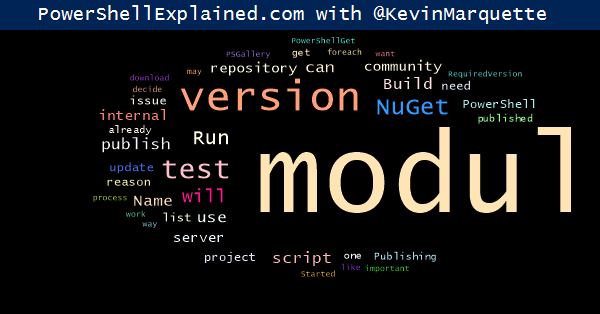 PowerShellExplained.com with @KevinMarquette
PowerShellGet
PSGallery get foreach want
may repository can community
download Build need RequiredVersion
decide
issue version NuGet PowerShell
internal published
already Run
publish
update test modul
reason
process Name will
work list use
way
server
project script one Publishing
like important
Started